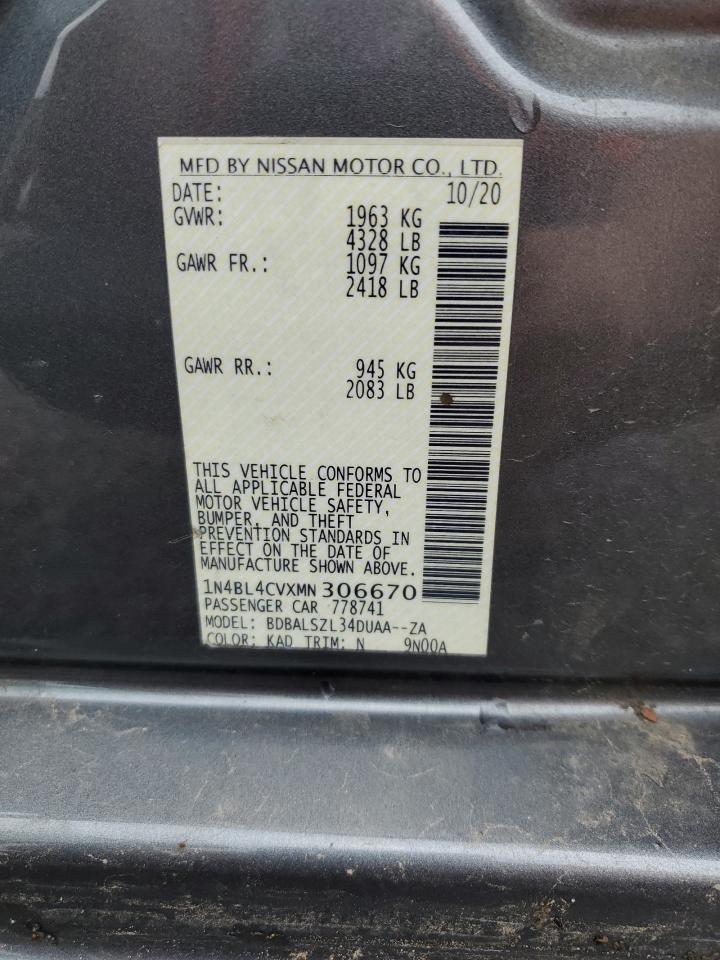 MFD BY NISSAN MOTOR CO., LTD.
DATE: 10/20
GVWR: 1963 KG
4328 LB
GAWR FR.: 1097 KG
2418 LB
GAWR RR.: 945 KG
2083 LB
THIS VEHICLE CONFORMS TO
ALL APPLICABLE FEDERAL
MOTOR VEHICLE SAFETY,
BUMPER, AND THEFT
PREVENTION STANDARDS IN
EFFECT ON THE DATE OF
MANUFACTURE SHOWN ABOVE.
1N4BL4CVXMN306670
PASSENGER CAR 778741
MODEL: BDBALSZL34DUAA--ZA
COLOR: KAD TRIM: N 9N00A